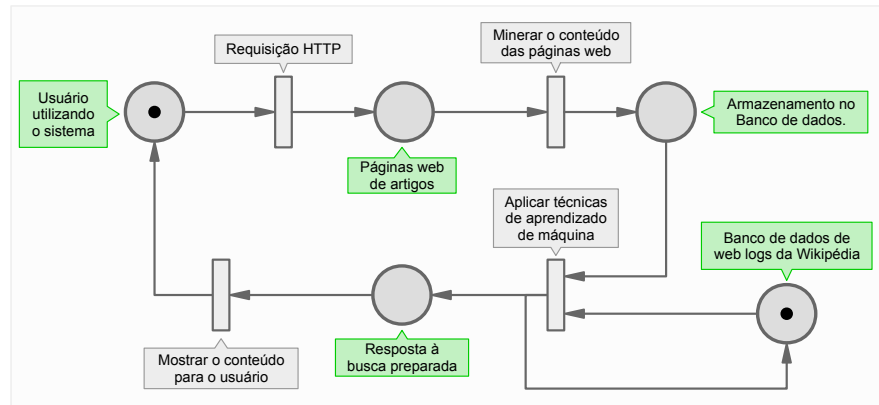 Requisição HTTP
Minerar o conteúdo
das páginas web
Usuário
utilizando
o sistema
Armazenamento no
Banco de dados.
Páginas web
de artigos
Aplicar técnicas
de aprendizado
de máquina
Banco de dados de
web logs da Wikipédia
Mostrar o conteúdo
para o usuário
Resposta à
busca preparada